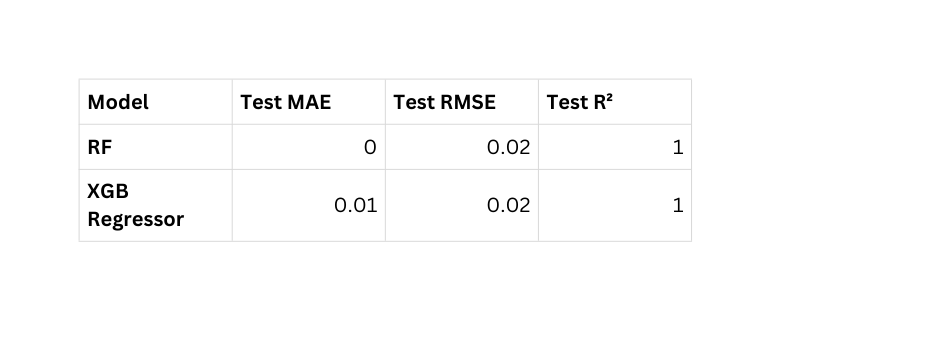 Model Test MAE Test RMSE Test R²
RF 0 0.02 1
XGB
Regressor 0.01 0.02 1